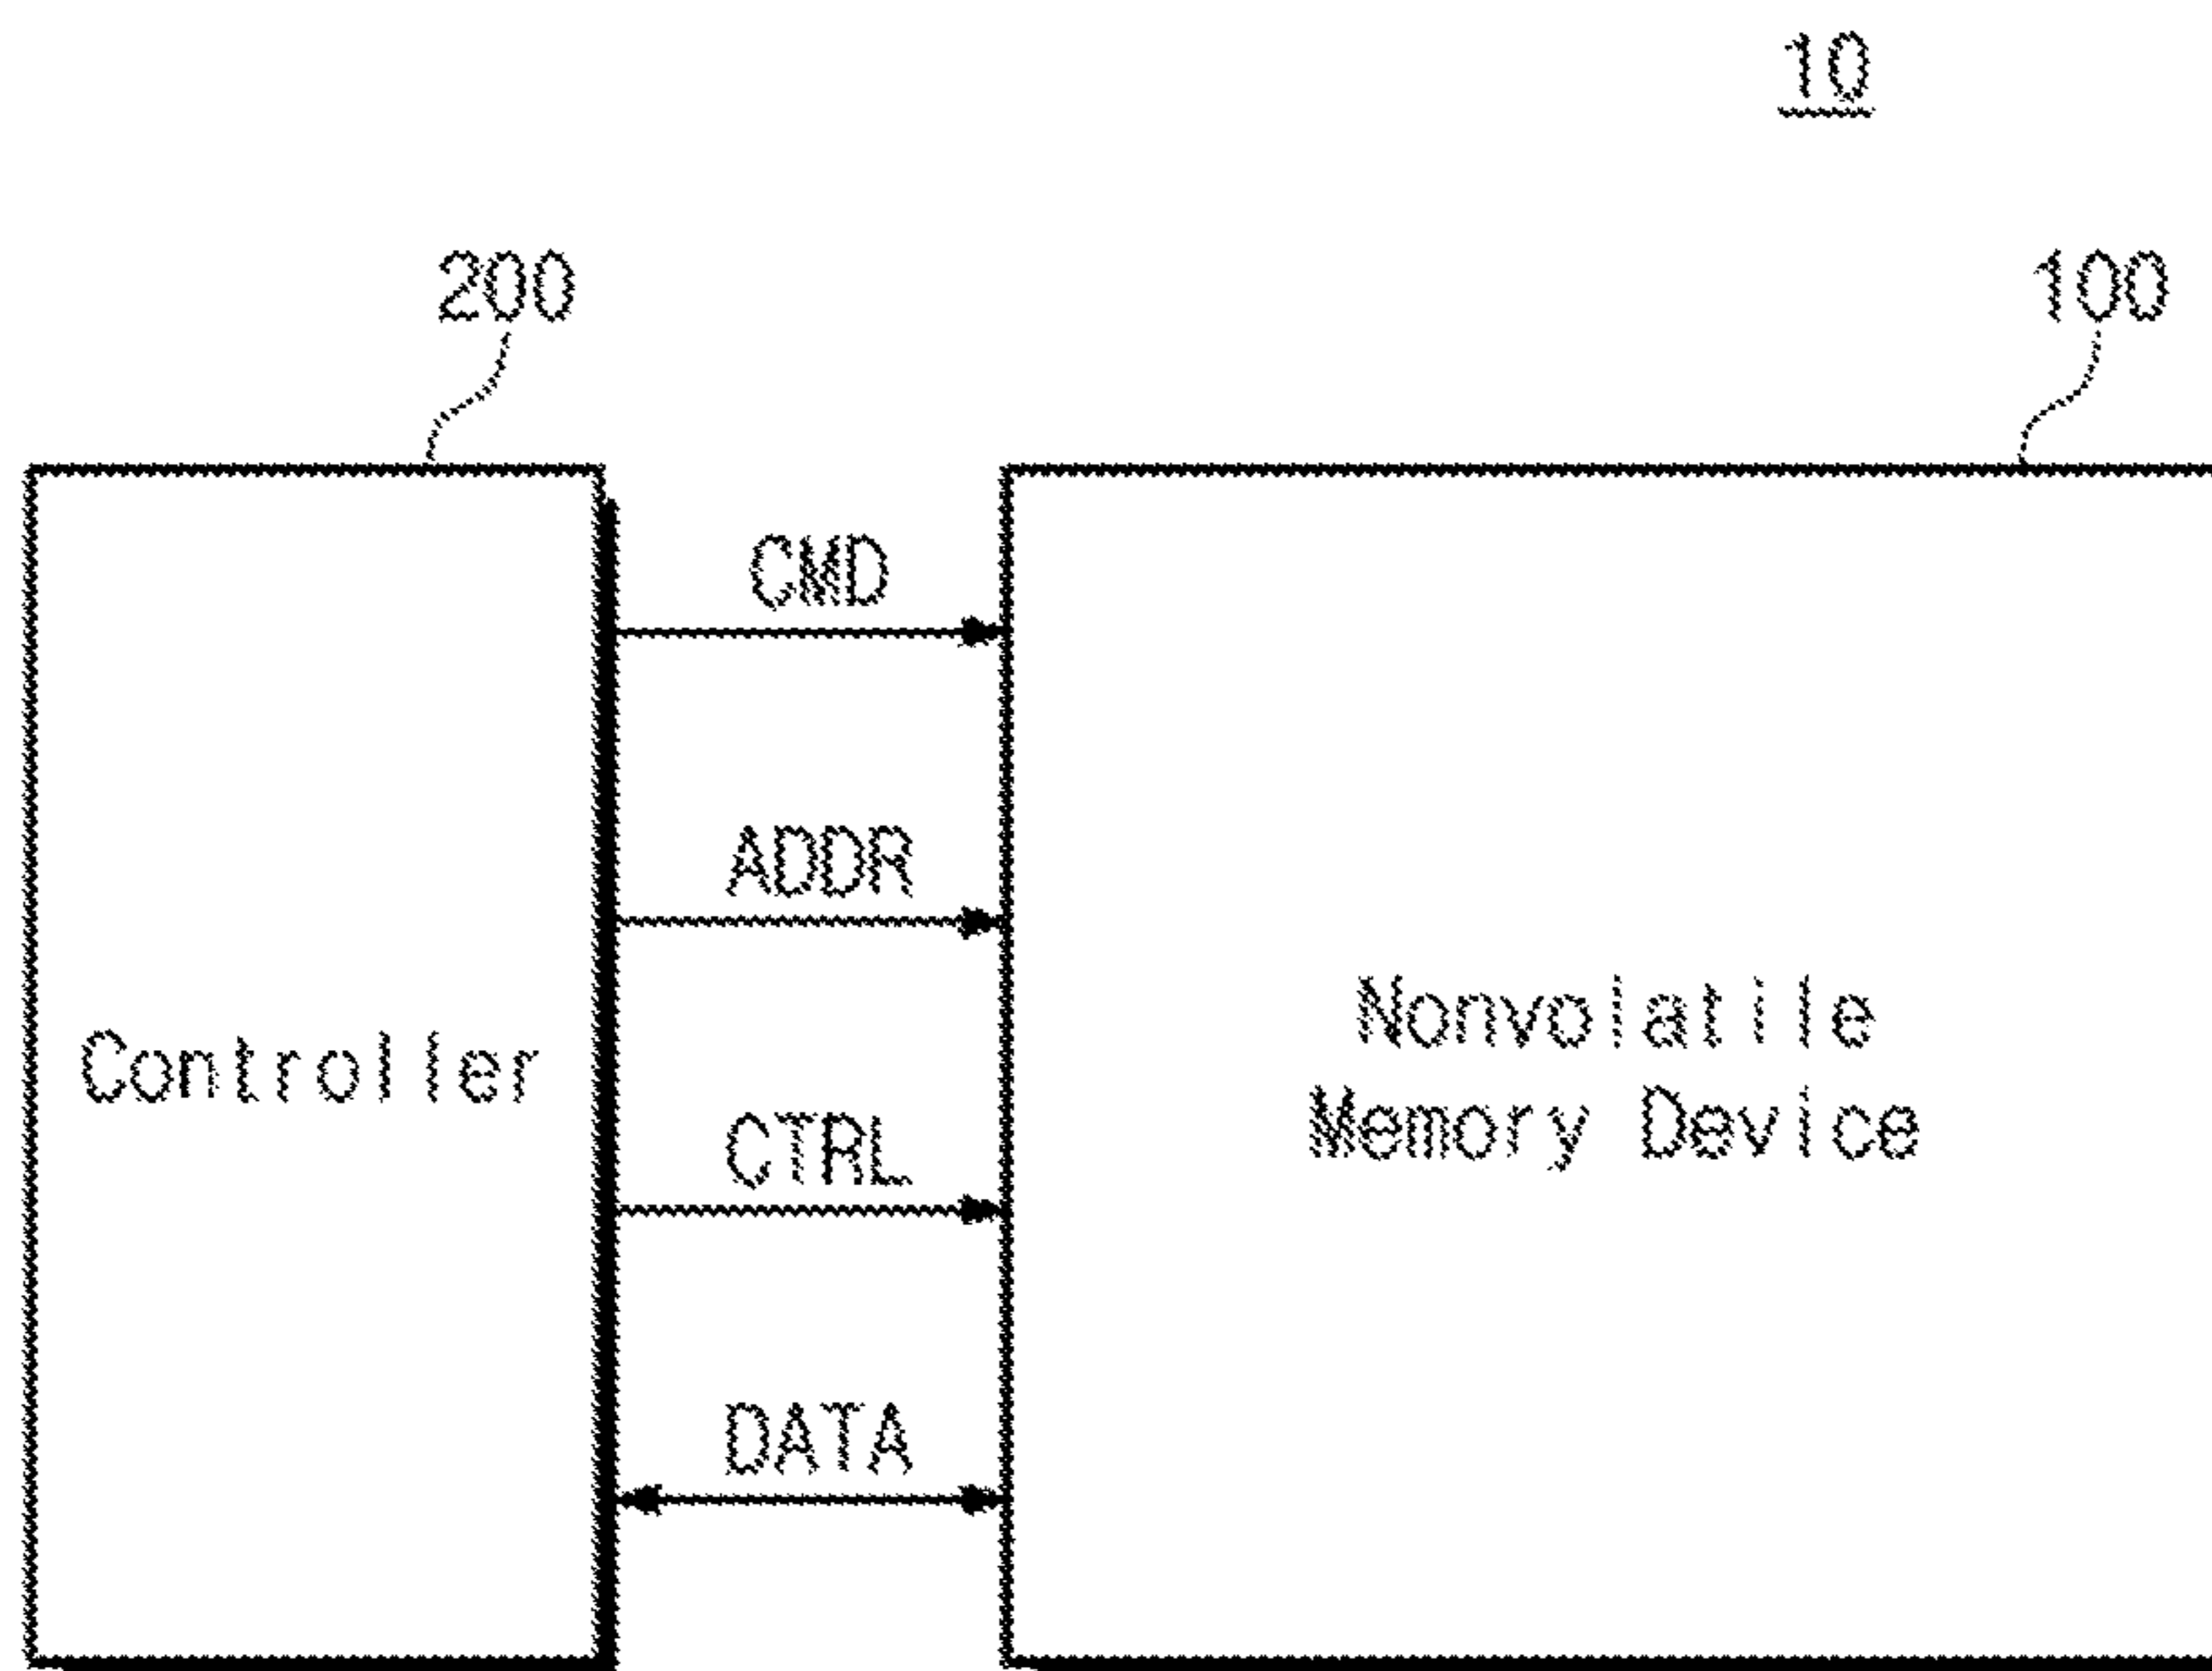 10
200
100
CMD
ADDR
Controller
Nonvolatile
Memory Device
CTRL
DATA